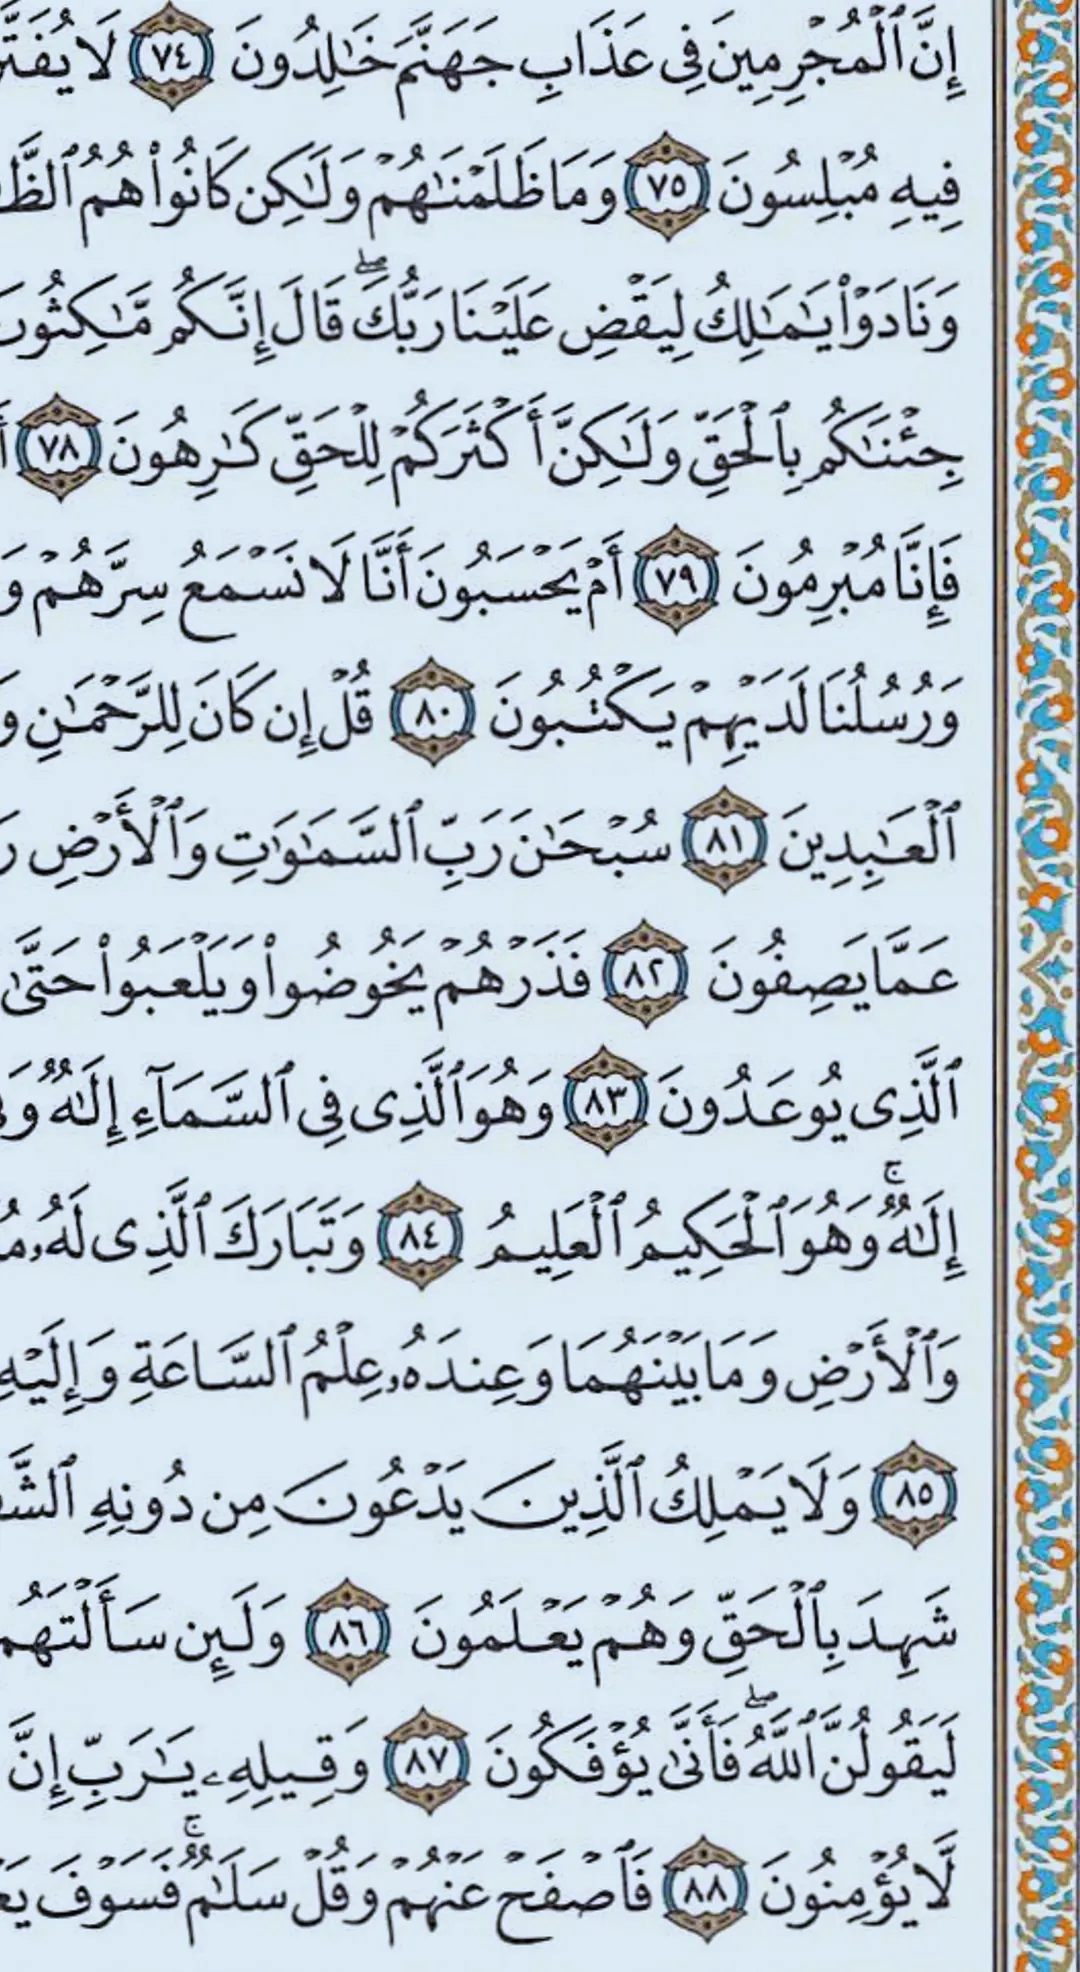 إِنَّ ٱلْمُجْرِمِينَ فِى عَذَابِ جَهَنَّمَ خَـٰلِدُونَ ٧٤ لَا
فِيهِ مُبْلِسُونَ ٧٥ وَمَا ظَلَمْنَـٰهُمْ وَلَـٰكِن كَانُوا۟ هُمُ
وَنَادَوْا۟ يَـٰمَـٰلِكُ لِيَقْضِ عَلَيْنَا رَبُّكَ ۖ قَالَ إِنَّكُم مَّـٰكِثُونَ
جِئْنَـٰكُم بِٱلْحَقِّ وَلَـٰكِنَّ أَكْثَرَكُمْ لِلْحَقِّ كَـٰرِهُونَ ٧٨
فَإِنَّا مُبْرِمُونَ ٧٩ أَمْ يَحْسَبُونَ أَنَّا لَا نَسْمَعُ سِرَّهُمْ وَ
وَرُسُلُنَا لَدَيْهِمْ يَكْتُبُونَ ٨٠ قُلْ إِن كَانَ لِلرَّحْمَـٰنِ وَ
ٱلْعَـٰبِدِينَ ٨١ سُبْحَـٰنَ رَبِّ ٱلسَّمَـٰوَٰتِ وَٱلْأَرْضِ رَ
عَمَّا يَصِفُونَ ٨٢ فَذَرْهُمْ يَخُوضُوا۟ وَيَلْعَبُوا۟ حَتَّىٰ
ٱلَّذِى يُوعَدُونَ ٨٣ وَهُوَ ٱلَّذِى فِى ٱلسَّمَآءِ إِلَـٰهٌ وَ
إِلَـٰهٌ ۚ وَهُوَ ٱلْحَكِيمُ ٱلْعَلِيمُ ٨٤ وَتَبَارَكَ ٱلَّذِى لَهُۥ مُ
وَٱلْأَرْضِ وَمَا بَيْنَهُمَا وَعِندَهُۥ عِلْمُ ٱلسَّاعَةِ وَإِلَيْهِ
٨٥ وَلَا يَمْلِكُ ٱلَّذِينَ يَدْعُونَ مِن دُونِهِ
شَهِدَ بِٱلْحَقِّ وَهُمْ يَعْلَمُونَ ٨٦ وَلَئِن سَأَلْتَهُم
لَيَقُولُنَّ ٱللَّهُ ۖ فَأَنَّىٰ يُؤْفَكُونَ ٨٧ وَقِيلِهِۦ يَـٰرَبِّ إِنَّ
لَّا يُؤْمِنُونَ ٨٨ فَٱصْفَحْ عَنْهُمْ وَقُلْ سَلَـٰمٌ ۚ فَسَوْفَ